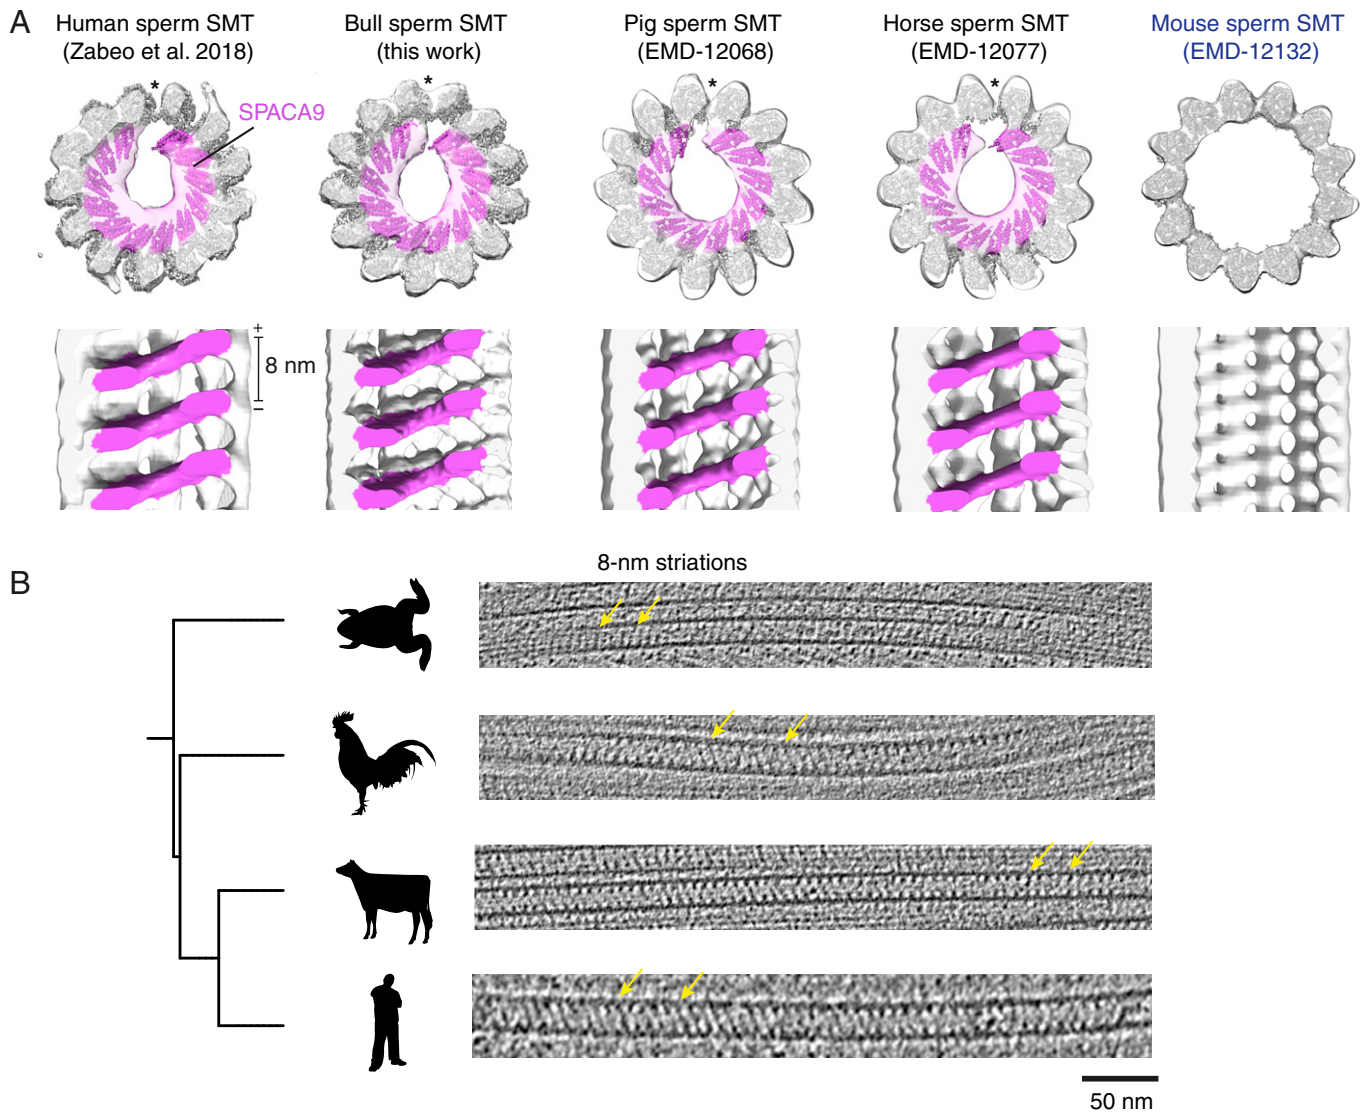 A
Human sperm SMT
(Zabeo et al. 2018)
Bull sperm SMT
(this work)
Pig sperm SMT
(EMD-12068)
Horse sperm SMT
(EMD-12077)
Mouse sperm SMT
(EMD-12132)
*
*
*
*
SPACA9
+
8 nm
−
B
8-nm striations
50 nm